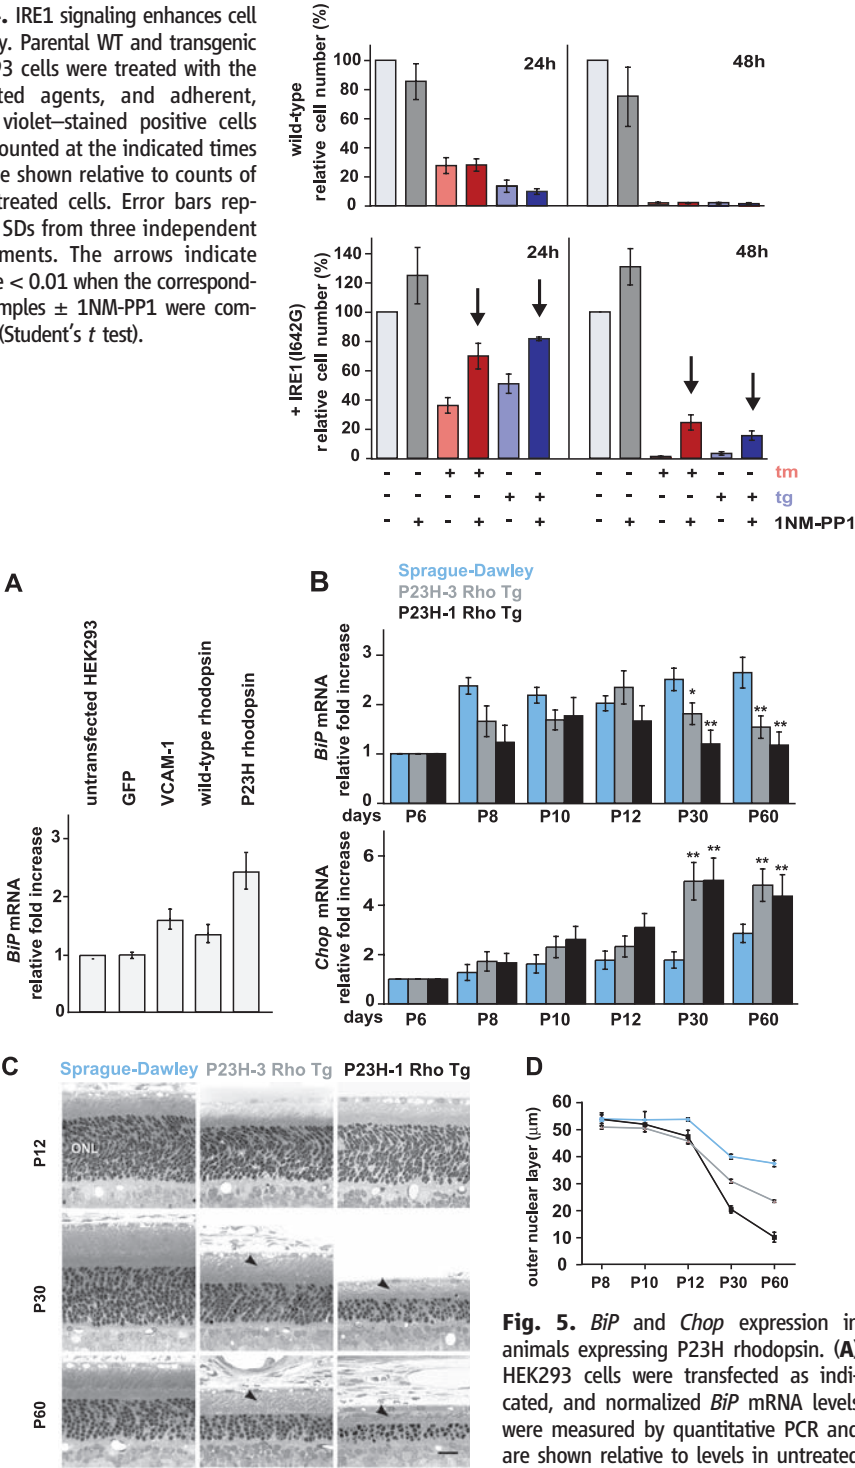 . IRE1 signaling enhances cell
y. Parental WT and transgenic
93 cells were treated with the
ted agents, and adherent,
violet–stained positive cells
ounted at the indicated times
e shown relative to counts of
treated cells. Error bars rep-
SDs from three independent
ments. The arrows indicate
e < 0.01 when the correspond-
mples ± 1NM-PP1 were com-
(Student's t test).
wild-type
relative cell number (%)
100
80
60
40
20
0
24h
48h
+ IRE1(I642G)
relative cell number (%)
140
120
100
80
60
40
20
0
24h
48h
- - + + - - - - + + - - tm
- - - - + + - - - - + + tg
- + - + - + - + - + - + 1NM-PP1
A
untransfected HEK293
GFP
VCAM-1
wild-type rhodopsin
P23H rhodopsin
BiP mRNA
relative fold increase
3
2
1
0
B
Sprague-Dawley
P23H-3 Rho Tg
P23H-1 Rho Tg
BiP mRNA
relative fold increase
3
2
1
0
* ** ** **
days P6 P8 P10 P12 P30 P60
Chop mRNA
relative fold increase
6
4
2
0
** ** ** **
days P6 P8 P10 P12 P30 P60
C
Sprague-Dawley P23H-3 Rho Tg P23H-1 Rho Tg
P12
ONL
P30
P60
D
outer nuclear layer (µm)
60
50
40
30
20
10
0
P8 P10 P12 P30 P60
Fig. 5. BiP and Chop expression in
animals expressing P23H rhodopsin. (A)
HEK293 cells were transfected as indi-
cated, and normalized BiP mRNA levels
were measured by quantitative PCR and
are shown relative to levels in untreated